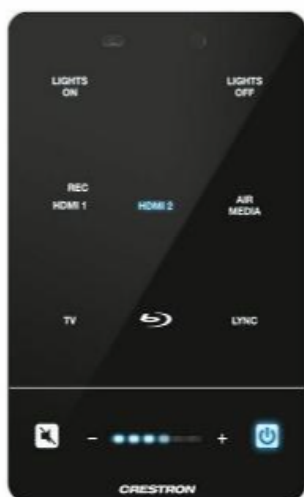 LIGHTS
ON
LIGHTS
OFF
REC
HDMI 1
HDMI 2
AIR
MEDIA
TV
LYNC
- +
CRESTRON